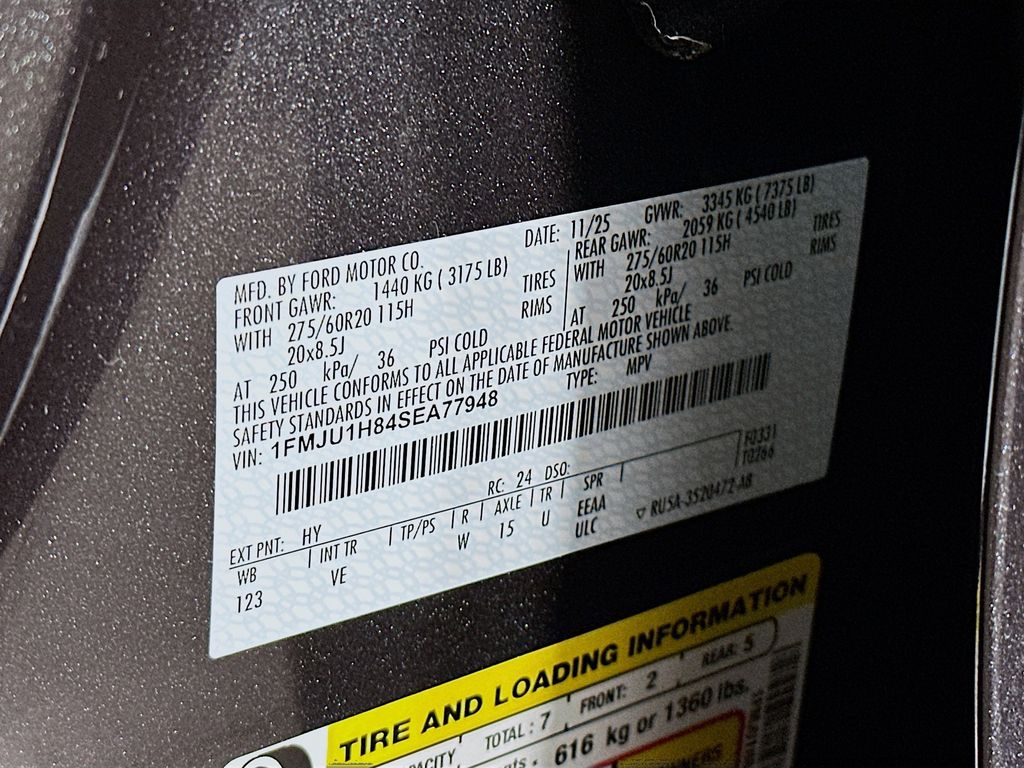 MFD. BY FORD MOTOR CO.
DATE: 11/25 GVWR: 3345 KG ( 7375 LB)
FRONT GAWR: 1440 KG ( 3175 LB)
REAR GAWR: 2059 KG ( 4540 LB)
WITH 275/60R20 115H TIRES
WITH 275/60R20 115H TIRES
20x8.5J RIMS
20x8.5J RIMS
AT 250 kPa/ 36 PSI COLD
AT 250 kPa/ 36 PSI COLD
THIS VEHICLE CONFORMS TO ALL APPLICABLE FEDERAL MOTOR VEHICLE
SAFETY STANDARDS IN EFFECT ON THE DATE OF MANUFACTURE SHOWN ABOVE.
VIN: 1FMJU1H84SEA77948 TYPE: MPV
F0331
T0266
EXT PNT: HY RC: 24 DSO:
WB INT TR TP/PS R AXLE TR SPR
123 VE W 15 U EEAA
ULC ▽ RUSA-3520472-AB
TIRE AND LOADING INFORMATION
TOTAL : 7 FRONT: 2 REAR: 5
616 kg or 1360 lbs.